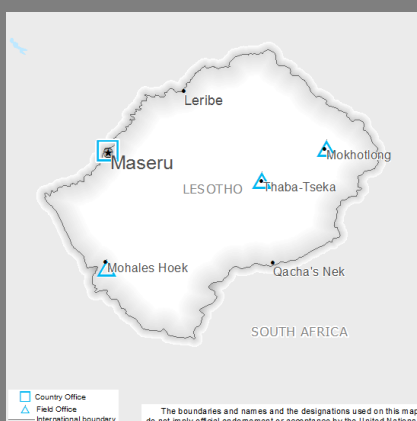 Leribe
Maseru
Mokhotlong
LESOTHO
Thaba-Tseka
Mohales Hoek
Qacha's Nek
SOUTH AFRICA
Country Office
Field Office
International boundary
The boundaries and names and the designations used on this map
do not imply official endorsement or acceptance by the United Nations